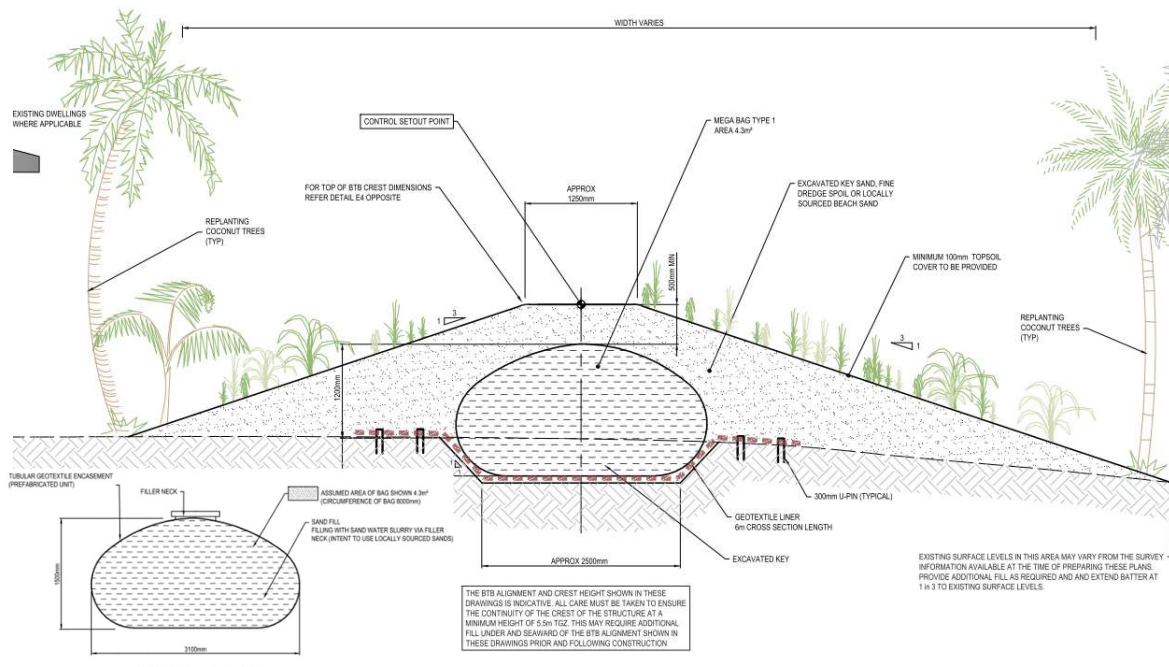 WIDTH VARIES
EXISTING DWELLINGS
WHERE APPLICABLE
CONTROL SETOUT POINT
MEGA BAG TYPE 1
AREA 4.3m²
FOR TOP OF BTB CREST DIMENSIONS
REFER DETAIL E4 OPPOSITE
APPROX
1250mm
EXCAVATED KEY SAND, FINE
DREDGE SPOIL OR LOCALLY
SOURCED BEACH SAND
REPLANTING
COCONUT TREES
(TYP)
500mm MIN
MINIMUM 100mm TOPSOIL
COVER TO BE PROVIDED
3
1
REPLANTING
COCONUT TREES
(TYP)
3
1
1200mm
TUBULAR GEOTEXTILE ENCASEMENT
(PREFABRICATED UNIT)
FILLER NECK
ASSUMED AREA OF BAG SHOWN 4.3m²
(CIRCUMFERENCE OF BAG 8000mm)
SAND FILL
FILLING WITH SAND WATER SLURRY VIA FILLER
NECK (INTENT TO USE LOCALLY SOURCED SANDS)
1500mm
3100mm
300mm U-PIN (TYPICAL)
GEOTEXTILE LINER
6m CROSS SECTION LENGTH
EXCAVATED KEY
APPROX 2500mm
THE BTB ALIGNMENT AND CREST HEIGHT SHOWN IN THESE
DRAWINGS IS INDICATIVE. ALL CARE MUST BE TAKEN TO ENSURE
THE CONTINUITY OF THE CREST OF THE STRUCTURE AT A
MINIMUM HEIGHT OF 5.5m TGZ. THIS MAY REQUIRE ADDITIONAL
FILL UNDER AND SEAWARD OF THE BTB ALIGNMENT SHOWN IN
THESE DRAWINGS PRIOR AND FOLLOWING CONSTRUCTION
EXISTING SURFACE LEVELS IN THIS AREA MAY VARY FROM THE SURVEY
INFORMATION AVAILABLE AT THE TIME OF PREPARING THESE PLANS.
PROVIDE ADDITIONAL FILL AS REQUIRED AND AND EXTEND BATTER AT
1 in 3 TO EXISTING SURFACE LEVELS.